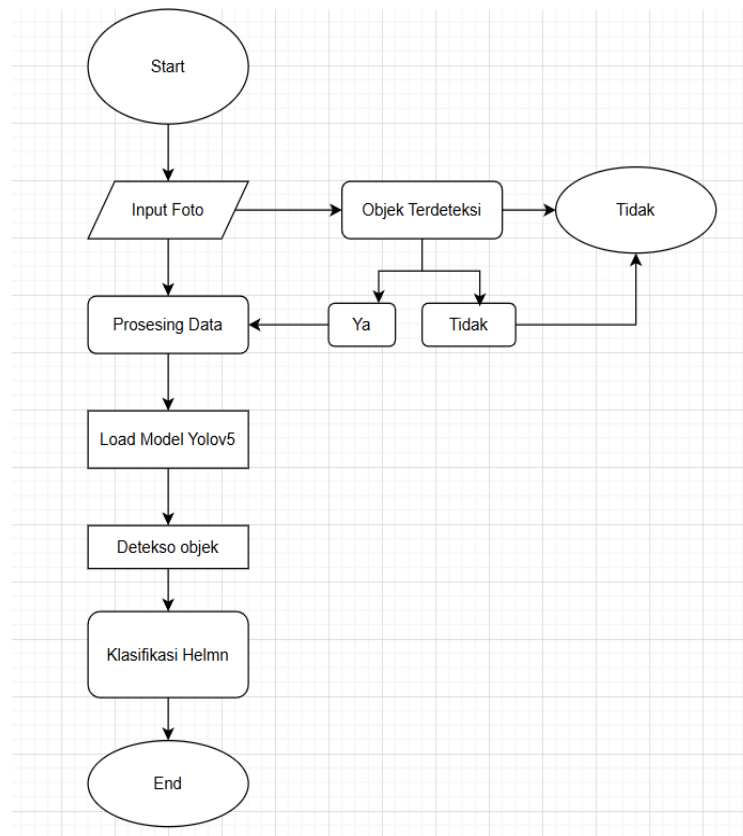 Start
Input Foto
Objek Terdeteksi
Tidak
Prosesing Data
Ya
Tidak
Load Model Yolov5
Detekso objek
Klasifikasi Helmn
End